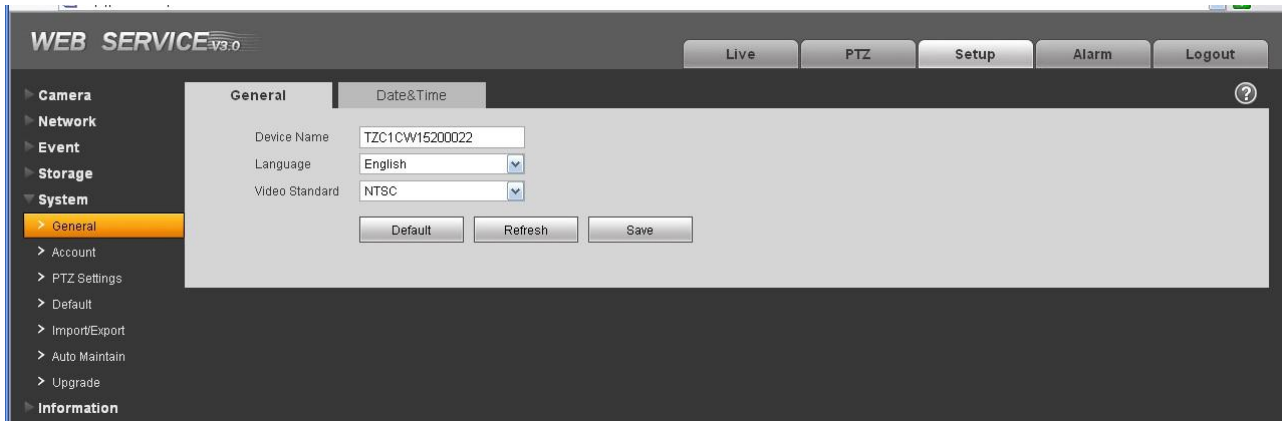 WEB SERVICE V3.0
Live PTZ Setup Alarm Logout
Camera
Network
Event
Storage
System
> General
> Account
> PTZ Settings
> Default
> Import/Export
> Auto Maintain
> Upgrade
Information
General Date&Time
?
Device Name TZC1CW15200022
Language English
Video Standard NTSC
Default Refresh Save